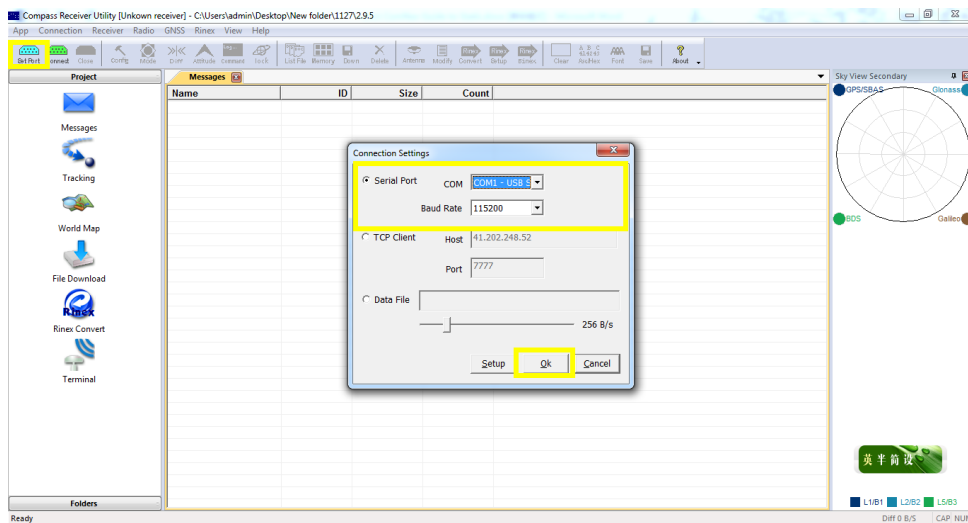 Compass Receiver Utility [Unkown receiver] - C:\Users\admin\Desktop\New folder\1127\2.9.5
App Connection Receiver Radio GNSS Rinex View Help
Set Port onned Close Config Mode Diff Attitude Command Lock List File Memory Down Delete Antenna Modify Convert Setup Save Clear Font About
Project
Messages
Tracking
World Map
File Download
Rinex
Rinex Convert
Terminal
Folders
Messages
Name ID Size Count
Connection Settings
Serial Port COM COM1 - USB S
Baud Rate 115200
TCP Client Host 41.202.248.52
Port 7777
Data File
256 B/s
Setup Ok Cancel
Sky View Secondary
GPS/SBAS Glonass
BDS Galileo
英 半 简 设
L1/B1 L2/B2 L5/B3
Ready Diff 0 B/S CAP NUM